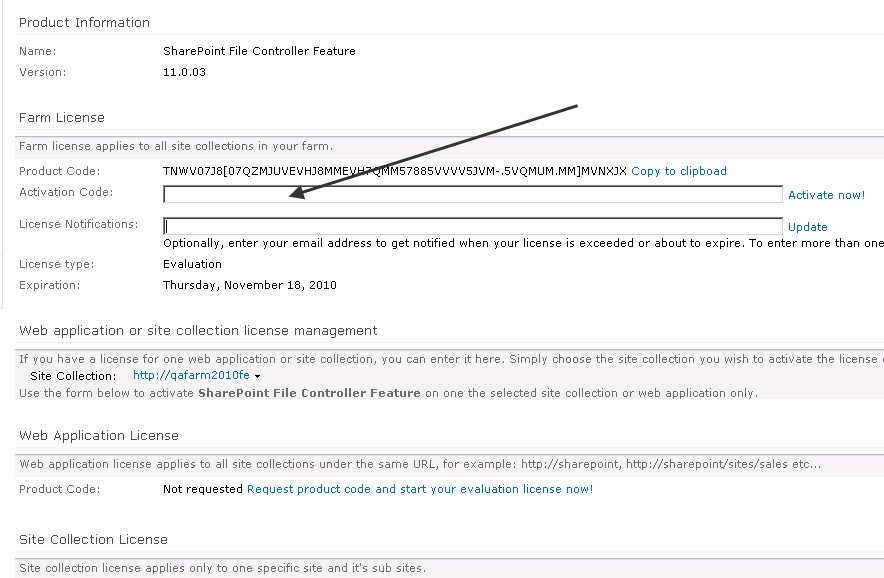 Product Information
Name: SharePoint File Controller Feature
Version: 11.0.03
Farm License
Farm license applies to all site collections in your farm.
Product Code: TNWV07J8[07QZMJUVEVHJ8MMEVH7QMM57885VVVV5JVM-.5VQMUM.MM]MVNXJX Copy to clipboad
Activation Code: Activate now!
License Notifications: Update
Optionally, enter your email address to get notified when your license is exceeded or about to expire. To enter more than one
License type: Evaluation
Expiration: Thursday, November 18, 2010
Web application or site collection license management
If you have a license for one web application or site collection, you can enter it here. Simply choose the site collection you wish to activate the license
Site Collection: http://qafarm2010fe
Use the form below to activate SharePoint File Controller Feature on one the selected site collection or web application only.
Web Application License
Web application license applies to all site collections under the same URL, for example: http://sharepoint, http://sharepoint/sites/sales etc...
Product Code: Not requested Request product code and start your evaluation license now!
Site Collection License
Site collection license applies only to one specific site and it's sub sites.